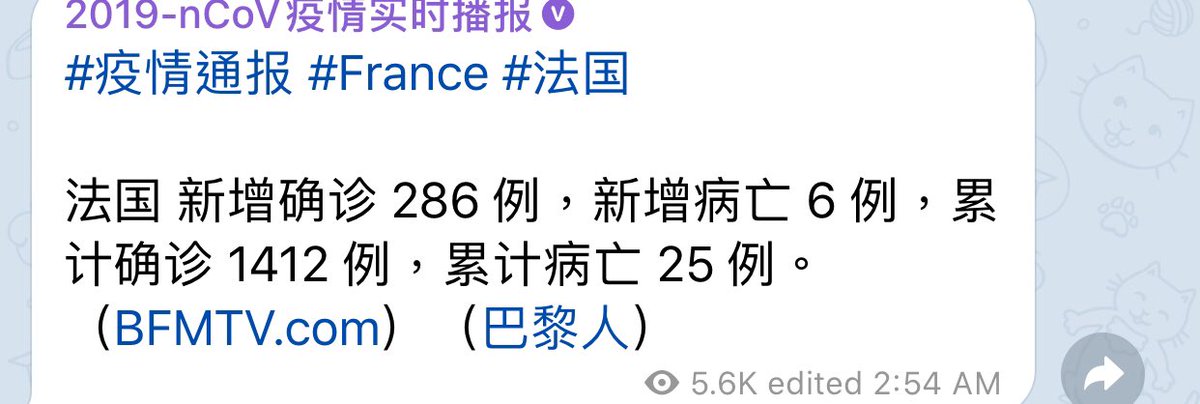 2019-nCoV疫情实时播报
#疫情通报 #France #法国
法国 新增确诊 286 例，新增病亡 6 例，累
计确诊 1412 例，累计病亡 25 例。
（BFMTV.com）（巴黎人）
5.6K edited 2:54 AM